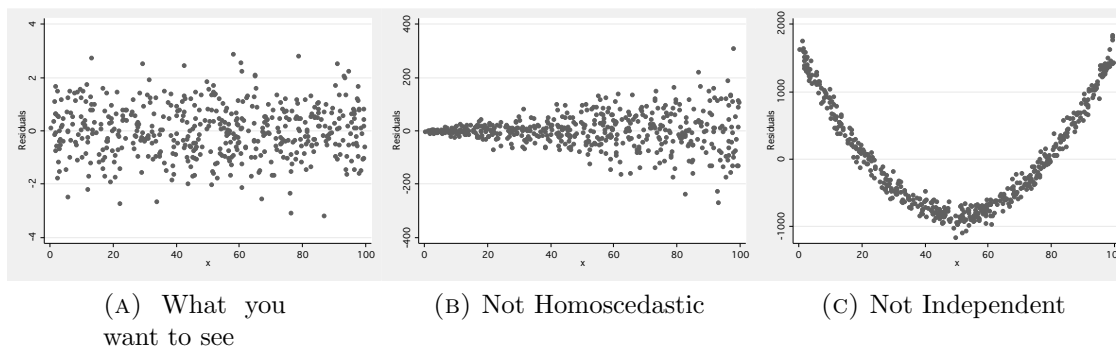 4
2
0
-2
-4
Residuals
0 20 40 60 80 100
x
400
200
0
-200
-400
Residuals
0 20 40 60 80 100
x
2000
1000
0
-1000
Residuals
0 20 40 60 80 10
x
(A) What you
want to see
(B) Not Homoscedastic
(C) Not Independent